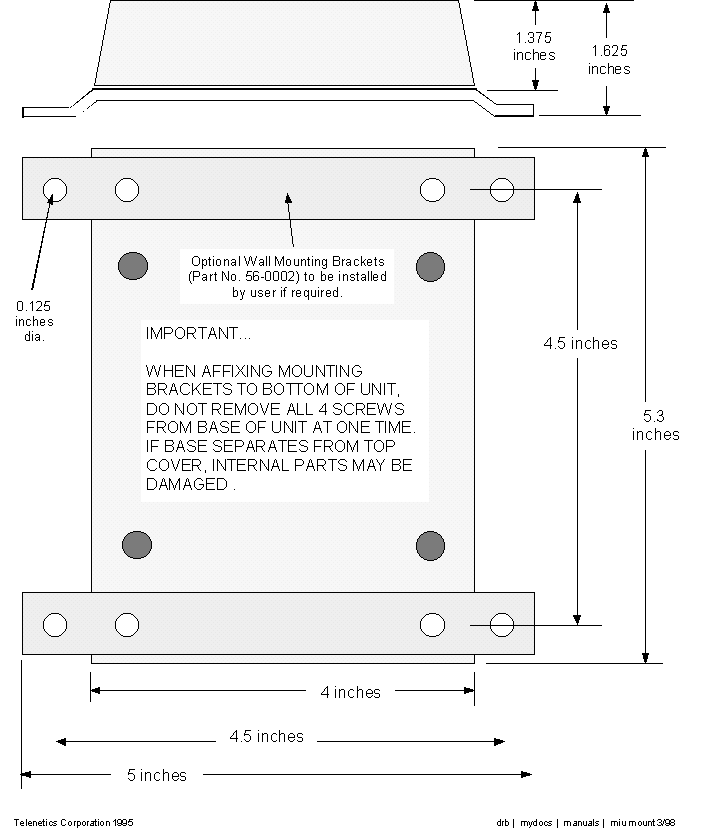 1.375
inches
1.625
inches
Optional Wall Mounting Brackets
(Part No. 56-0002) to be installed
by user if required.
0.125
inches
dia.
IMPORTANT...
WHEN AFFIXING MOUNTING
BRACKETS TO BOTTOM OF UNIT,
DO NOT REMOVE ALL 4 SCREWS
FROM BASE OF UNIT AT ONE TIME.
IF BASE SEPARATES FROM TOP
COVER, INTERNAL PARTS MAY BE
DAMAGED .
4.5 inches
5.3
inches
4 inches
4.5 inches
5 inches
Telenetics Corporation 1995
drb | mydocs | manuals | miu mount 3/98